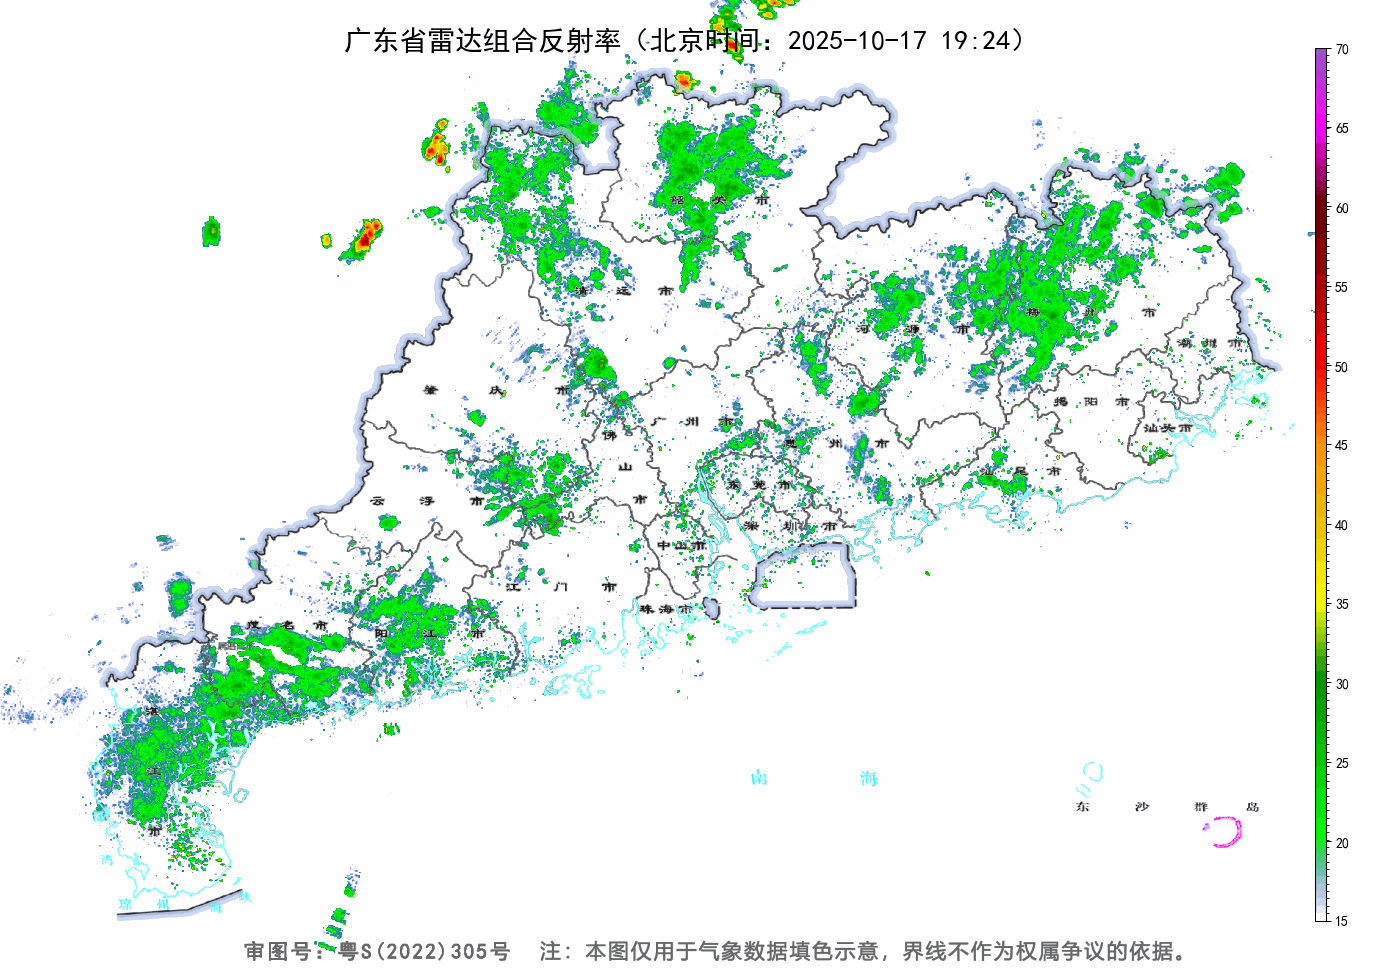 广东省雷达组合反射率（北京时间：2025-10-17 19:24）
70
65
60
55
50
45
40
35
30
25
20
15
韶 关 市
清 远 市
梅 州 市
河 源 市
潮 州 市
肇 庆 市
揭 阳 市
广 州 市
汕头市
佛 山 市
惠 州 市
汕 尾 市
东 莞 市
云 浮 市
深 圳 市
中山市
江 门 市
珠海市
茂 名 市
阳 江 市
湛 江 市
南 海
东 沙 群 岛
湾
琼 州 海 峡
审图号：粤S(2022)305号 注：本图仅用于气象数据填色示意，界线不作为权属争议的依据。